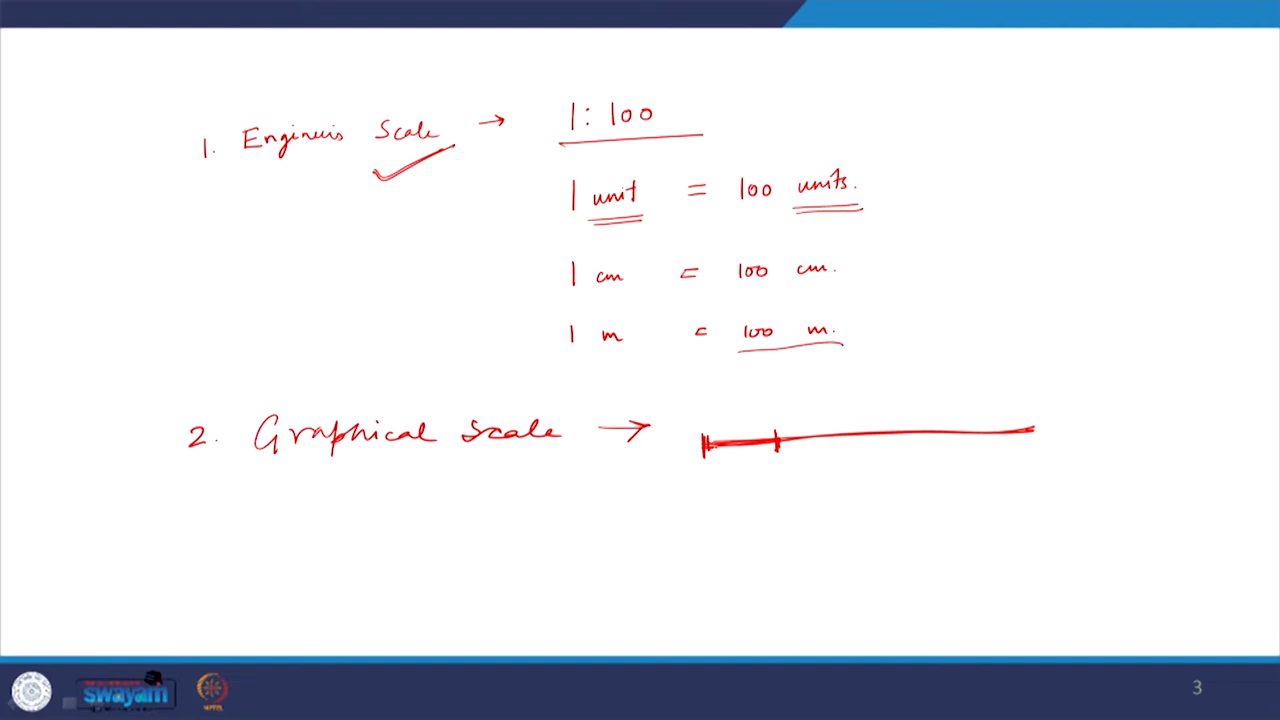 1. Engineers Scale → 1: 100
1 unit = 100 units.
1 cm = 100 cm.
1 m = 100 m.
2. Graphical Scale →
swayam
3